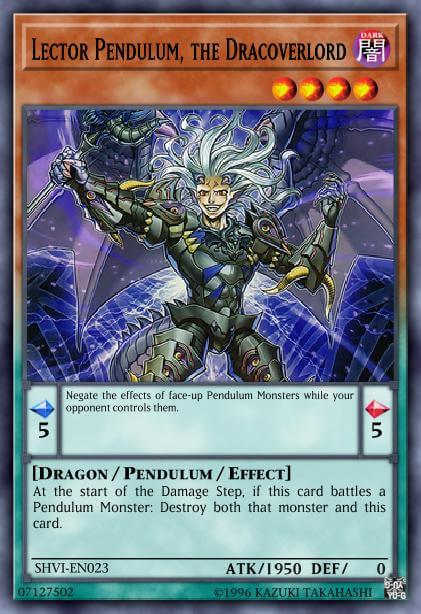 Lector Pendulum, the Dracoverlord
DARK
闇
Negate the effects of face-up Pendulum Monsters while your
opponent controls them.
5
5
[Dragon / Pendulum / Effect]
At the start of the Damage Step, if this card battles a
Pendulum Monster: Destroy both that monster and this
card.
SHVI-EN023
ATK/1950 DEF/ 0
07127502
©1996 KAZUKI TAKAHASHI